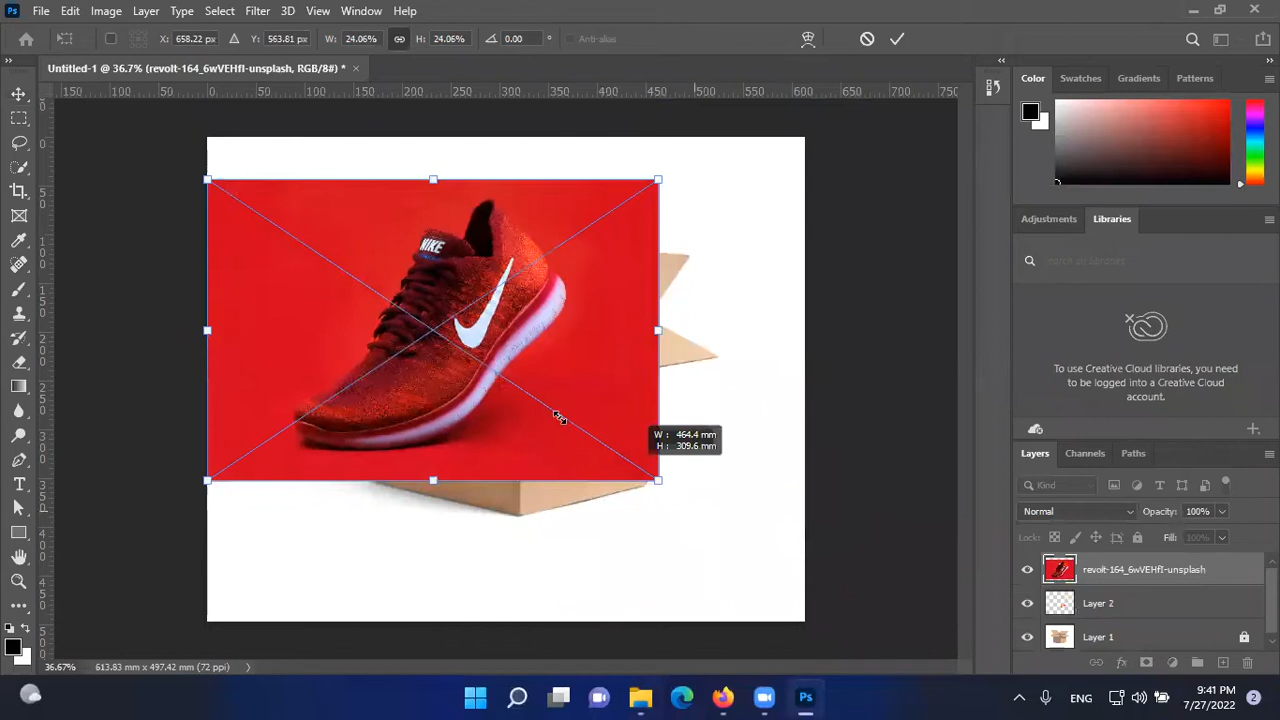 Ps File Edit Image Layer Type Select Filter 3D View Window Help
X: 658.22 px Y: 563.81 px W: 24.06% H: 24.06% 0.00 ° Anti-alias
Untitled-1 @ 36.7% (revolt-164_6wVEHfI-unsplash, RGB/8#) * ×
150 100 50 0 50 100 150 200 250 300 350 400 450 500 550 600 650 700 750
Color Swatches Gradients Patterns
Adjustments Libraries
NIKE
To use Creative Cloud libraries, you
need to be logged into a Creative
Cloud account.
W : 464.4 mm
H : 309.6 mm
Layers Channels Paths
Kind
Normal Opacity: 100%
Lock: Fill: 100%
revolt-164_6wVEHfI-unsplash
Layer 2
Layer 1
36.67% 613.83 mm x 497.42 mm (72 ppi)
Ps ENG 9:41 PM
7/27/2022 2